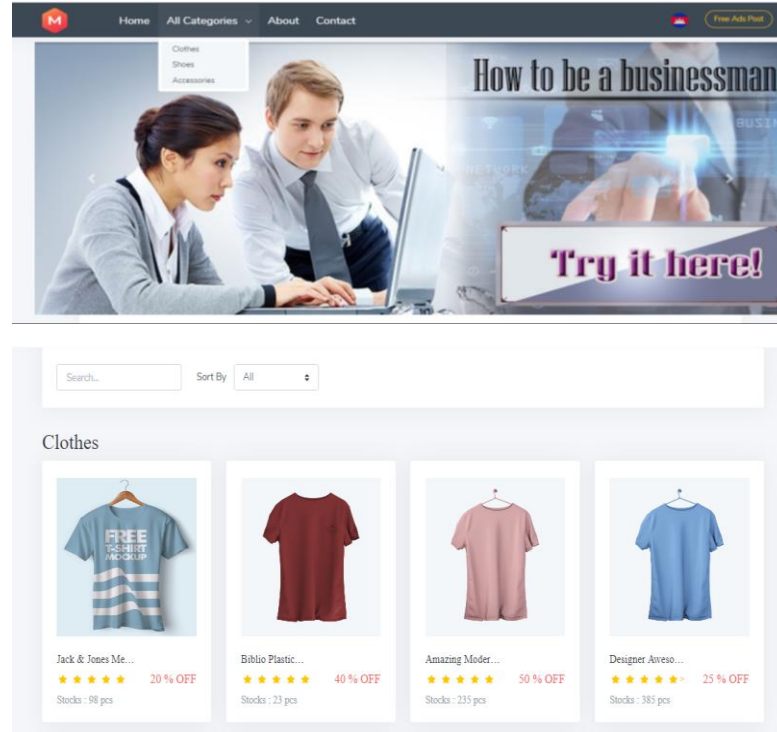 M
Home All Categories About Contact Free Ads Post
Clothes
Shoes
Accessories
How to be a businessman
BUSI
NETWORK
Try it here!
Search... Sort By All
Clothes
FREE
T-SHIRT
MOCKUP
Jack & Jones Me... Biblio Plastic... Amazing Moder... Designer Aweso...
20 % OFF 40 % OFF 50 % OFF 25 % OFF
Stocks : 98 pcs Stocks : 23 pcs Stocks : 235 pcs Stocks : 385 pcs